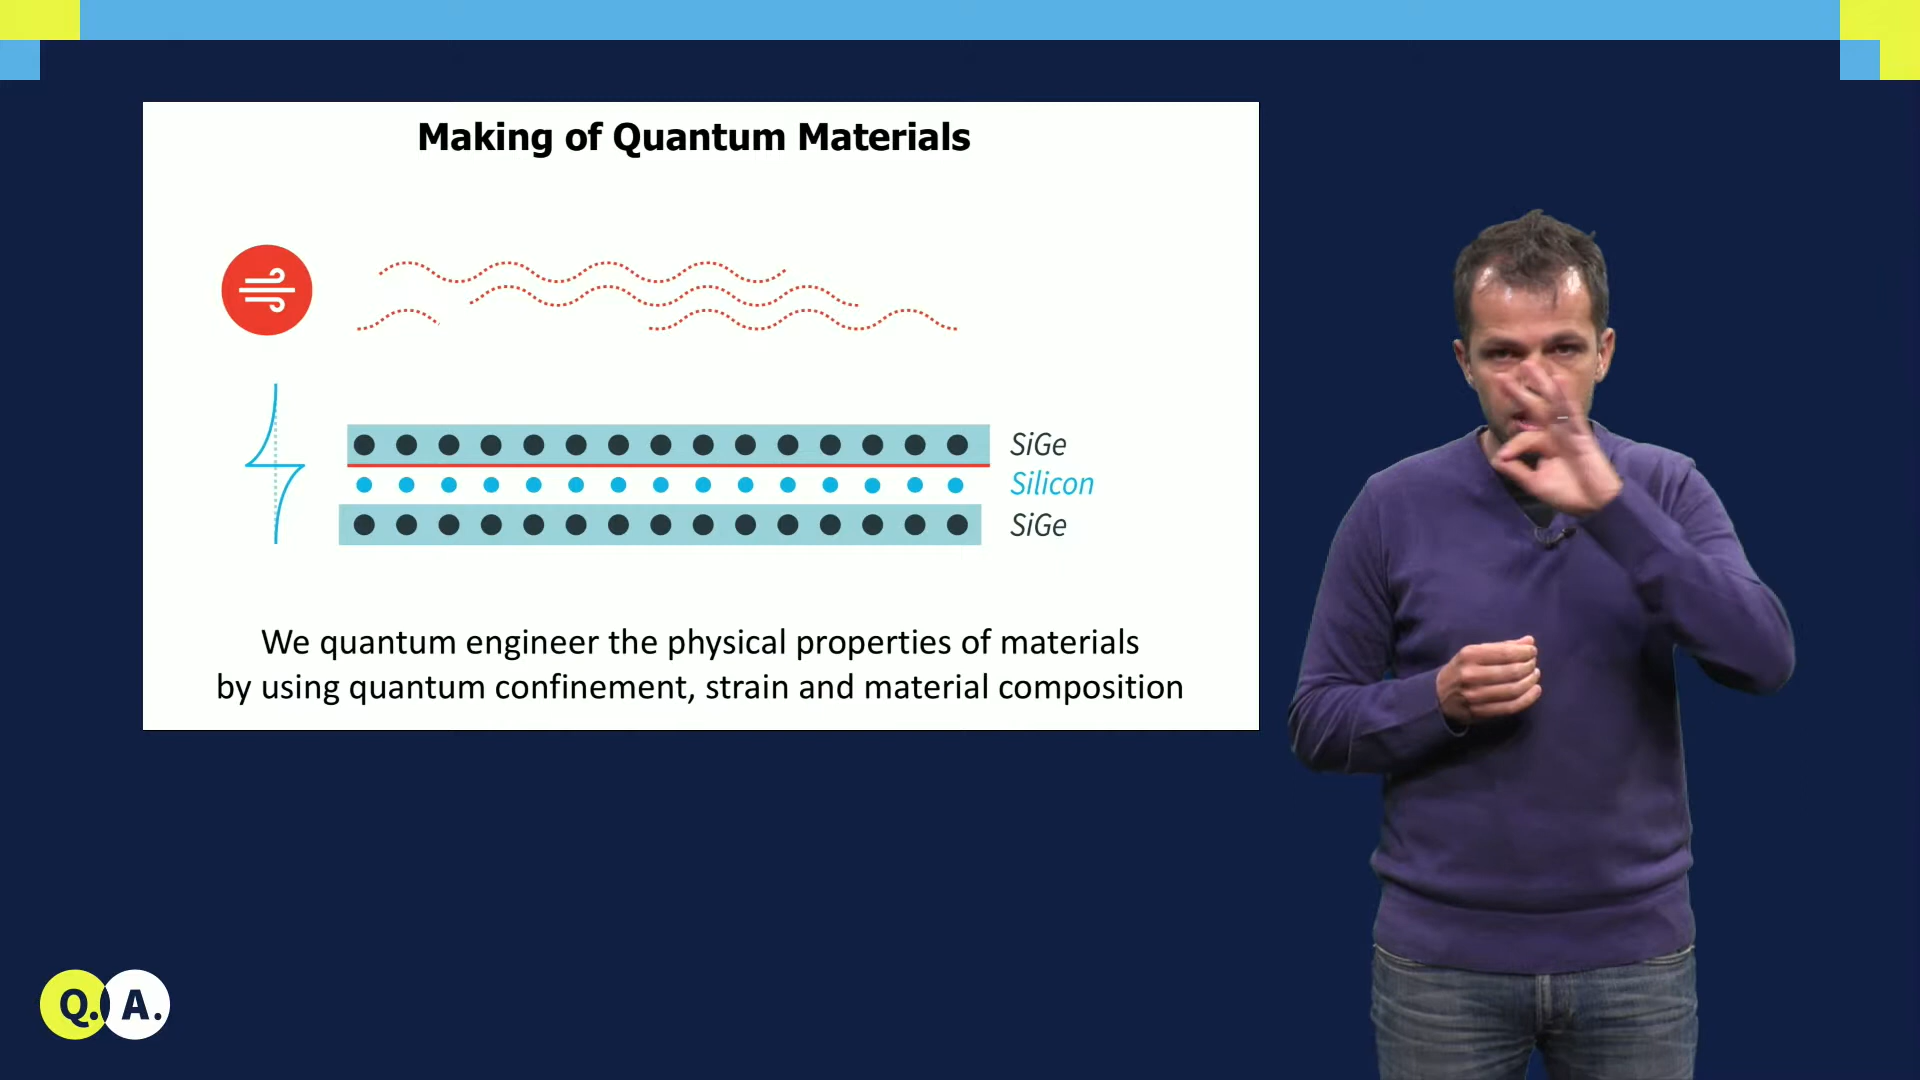 Making of Quantum Materials
SiGe
Silicon
SiGe
We quantum engineer the physical properties of materials
by using quantum confinement, strain and material composition
Q. A.